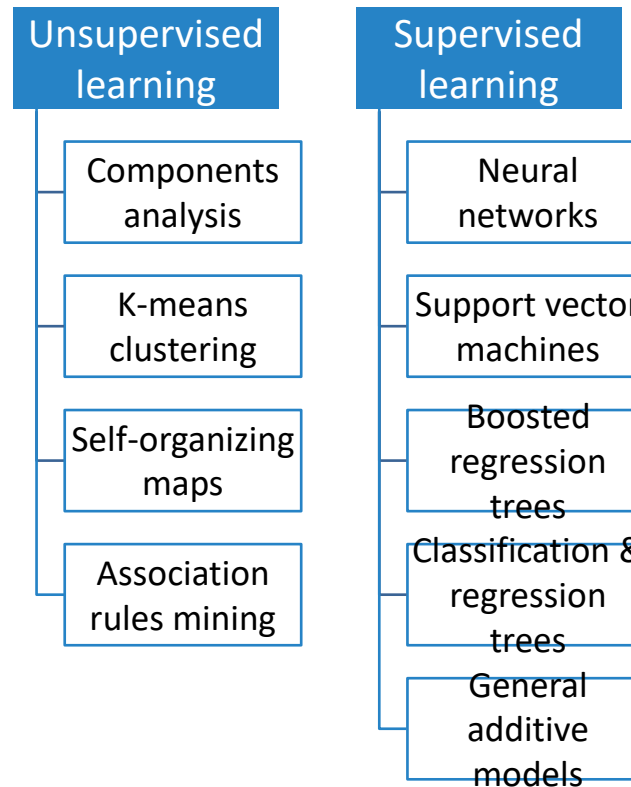 Unsupervised
learning
Components
analysis
K-means
clustering
Self-organizing
maps
Association
rules mining
Supervised
learning
Neural
networks
Support vector
machines
Boosted
regression
trees
Classification &
regression
trees
General
additive
models